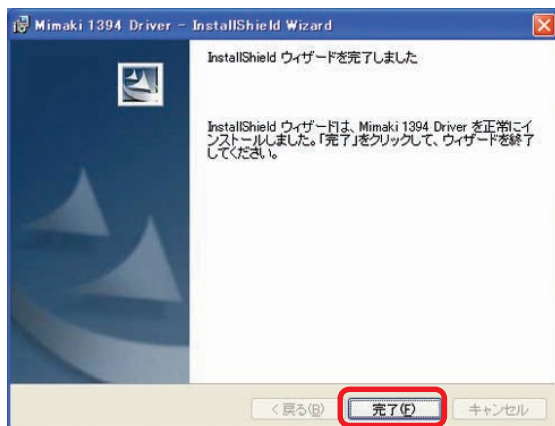 Mimaki 1394 Driver - InstallShield Wizard
InstallShield ウィザードを完了しました
InstallShield ウィザードは、Mimaki 1394 Driver を正常にイ
ンストールしました。「完了」をクリックして、ウィザードを終了
してください。
< 戻る(B)
完了(F)
キャンセル